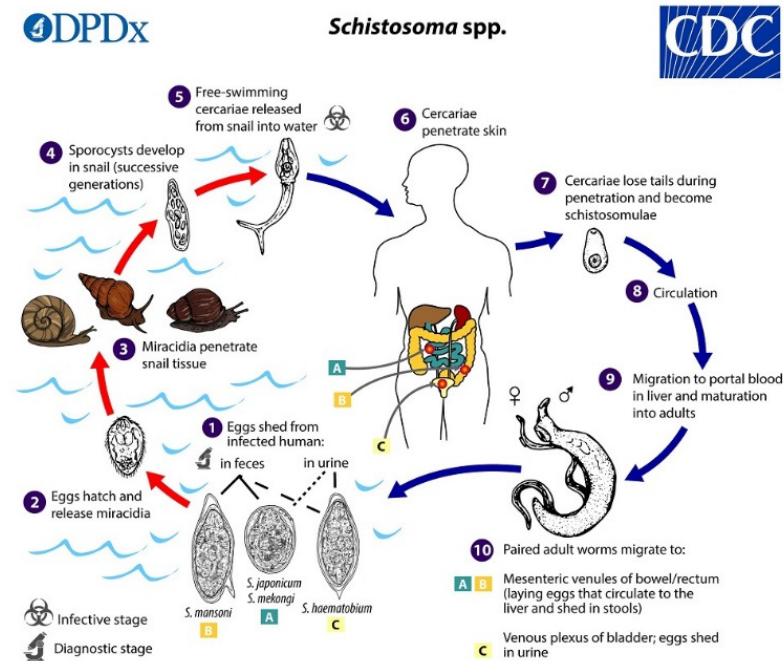 DPDx
Schistosoma spp.
CDC
5 Free-swimming
cercariae released
from snail into water
6 Cercariae
penetrate skin
4 Sporocysts develop
in snail (successive
generations)
7 Cercariae lose tails during
penetration and become
schistosomulae
8 Circulation
3 Miracidia penetrate
snail tissue
A
B
C
9 Migration to portal blood
in liver and maturation
into adults
♀ ♂
1 Eggs shed from
infected human:
in feces
in urine
2 Eggs hatch and
release miracidia
S. mansoni
B
S. japonicum
S. mekongi
A
S. haematobium
C
10 Paired adult worms migrate to:
A B Mesenteric venules of bowel/rectum
(laying eggs that circulate to the
liver and shed in stools)
C Venous plexus of bladder; eggs shed
in urine
Infective stage
Diagnostic stage